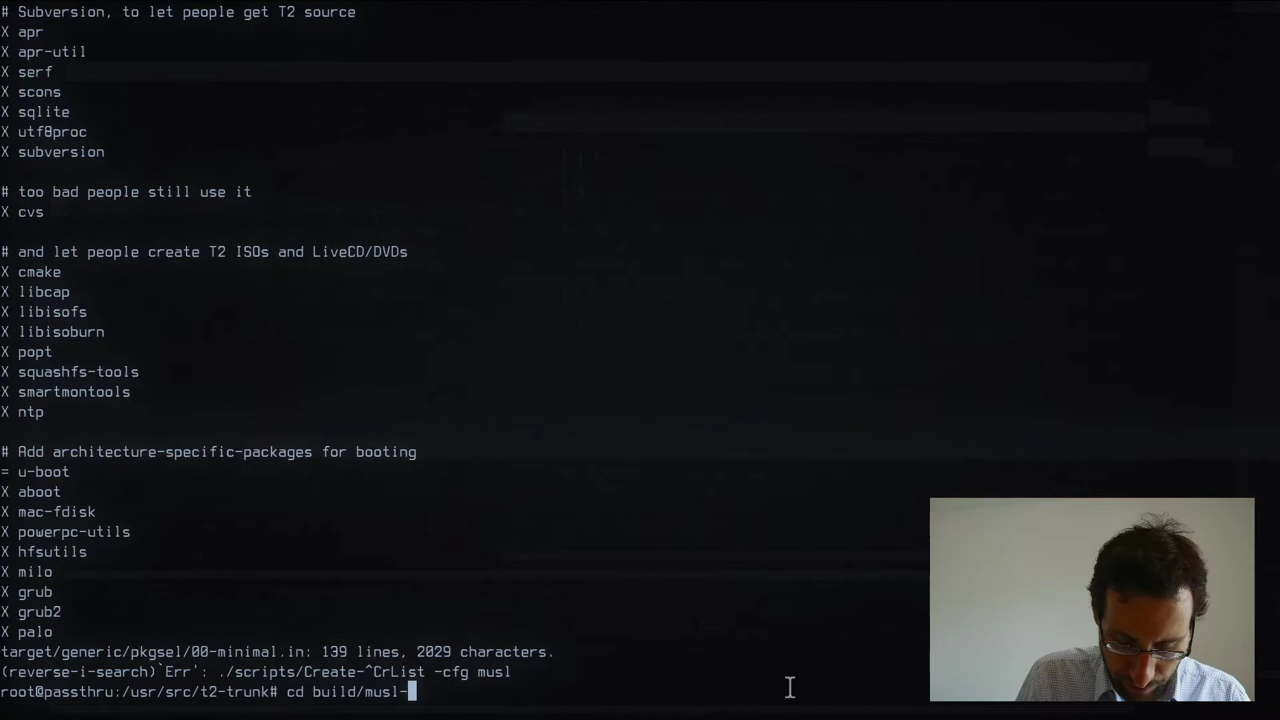 # Subversion, to let people get T2 source
X apr
X apr-util
X serf
X scons
X sqlite
X utf8proc
X subversion
# too bad people still use it
X cvs
# and let people create T2 ISOs and LiveCD/DVDs
X cmake
X libcap
X libisofs
X libisoburn
X popt
X squashfs-tools
X smartmontools
X ntp
# Add architecture-specific-packages for booting
= u-boot
X aboot
X mac-fdisk
X powerpc-utils
X hfsutils
X milo
X grub
X grub2
X palo
target/generic/pkgsel/00-minimal.in: 139 lines, 2029 characters.
(reverse-i-search)`Err': ./scripts/Create-^CrList -cfg musl
root@passthru:/usr/src/t2-trunk# cd build/musl-